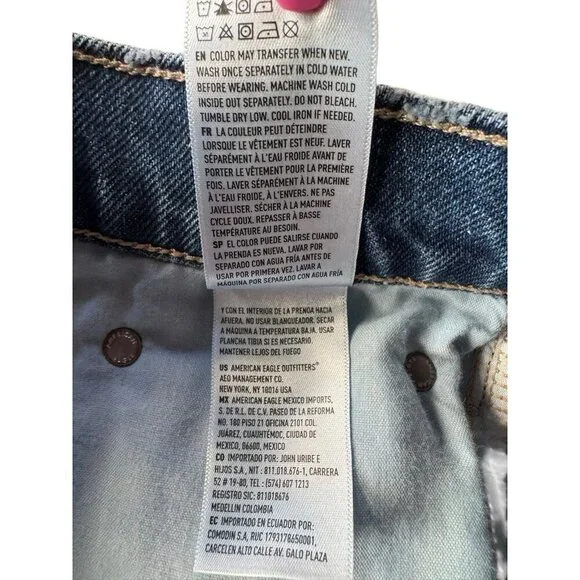 EN COLOR MAY TRANSFER WHEN NEW.
WASH ONCE SEPARATELY IN COLD WATER
BEFORE WEARING. MACHINE WASH COLD
INSIDE OUT SEPARATELY. DO NOT BLEACH.
TUMBLE DRY LOW. COOL IRON IF NEEDED.
FR LA COULEUR PEUT DÉTEINDRE
LORSQUE LE VÊTEMENT EST NEUF. LAVER
SÉPARÉMENT À L'EAU FROIDE AVANT DE
PORTER LE VÊTEMENT POUR LA PREMIÈRE
FOIS. LAVER SÉPARÉMENT À LA MACHINE
À L'EAU FROIDE, À L'ENVERS. NE PAS
JAVELLISER. SÉCHER À LA MACHINE
CYCLE DOUX. REPASSER À BASSE
TEMPÉRATURE AU BESOIN.
SP EL COLOR PUEDE SALIRSE CUANDO
LA PRENDA ES NUEVA. LAVAR POR
SEPARADO CON AGUA FRÍA ANTES DE
USAR POR PRIMERA VEZ. LAVAR A
MÁQUINA POR SEPARADO CON AGUA FRÍA
Y CON EL INTERIOR DE LA PRENDA HACIA
AFUERA. NO USAR BLANQUEADOR. SECAR
A MÁQUINA A TEMPERATURA BAJA. USAR
PLANCHA TIBIA SI ES NECESARIO.
MANTENER LEJOS DEL FUEGO
US AMERICAN EAGLE OUTFITTERS®
AEO MANAGEMENT CO.
NEW YORK, NY 10016 USA
MX AMERICAN EAGLE MEXICO IMPORTS,
S. DE R.L. DE C.V. PASEO DE LA REFORMA
NO. 180 PISO 21 OFICINA 2101 COL.
JUÁREZ, CUAUHTÉMOC, CIUDAD DE
MEXICO, 06600, MEXICO
CO IMPORTADO POR: JOHN URIBE E
HIJOS S.A., NIT : 811.018.676-1, CARRERA
52 # 19-80, TEL: (574) 607 1213
REGISTRO SIC: 811018676
MEDELLIN COLOMBIA
EC IMPORTADO EN ECUADOR POR:
COMODIN S.A, RUC 1793178650001,
CARCELEN ALTO CALLE AV. GALO PLAZA